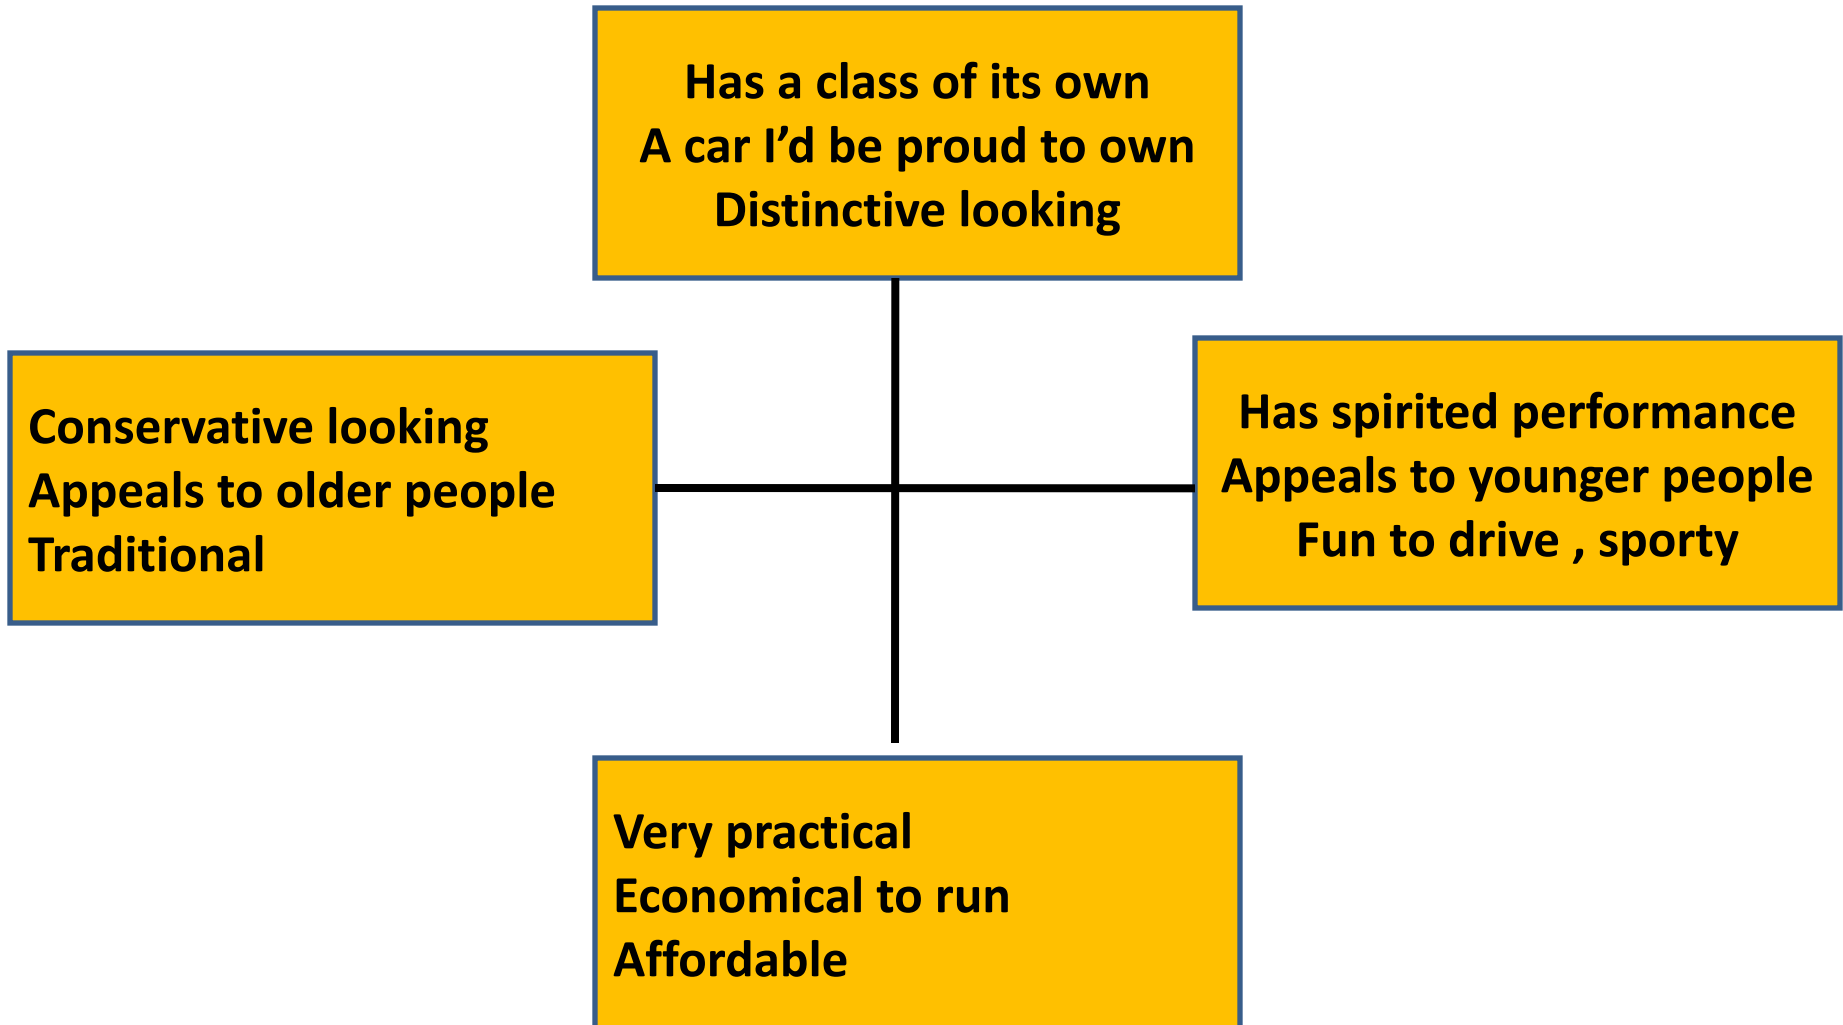 Has a class of its own
A car I’d be proud to own
Distinctive looking
Conservative looking
Appeals to older people
Traditional
Has spirited performance
Appeals to younger people
Fun to drive , sporty
Very practical
Economical to run
Affordable